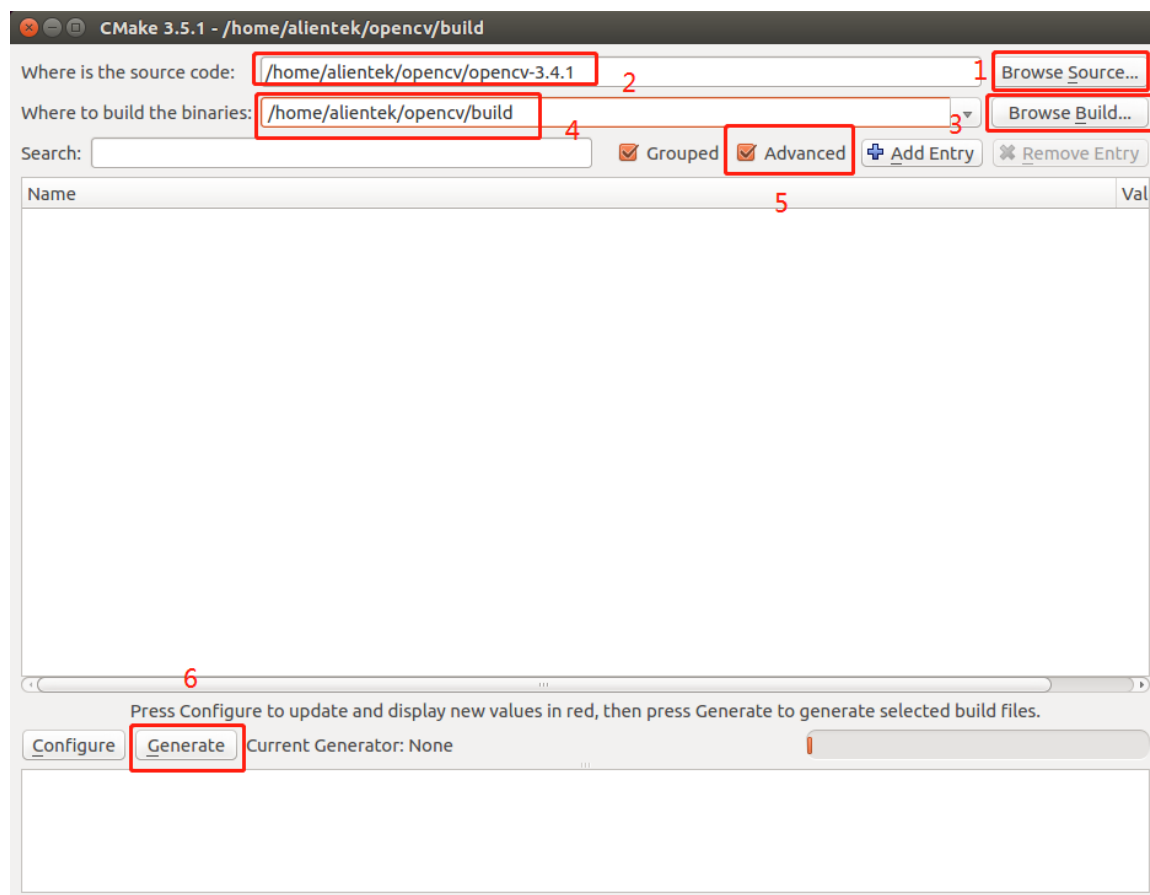 CMake 3.5.1 - /home/alientek/opencv/build
Where is the source code: /home/alientek/opencv/opencv-3.4.1 2 1 Browse Source...
Where to build the binaries: /home/alientek/opencv/build 4 3 Browse Build...
Search: Grouped Advanced Add Entry Remove Entry
5
Name Val
6
Press Configure to update and display new values in red, then press Generate to generate selected build files.
Configure Generate Current Generator: None